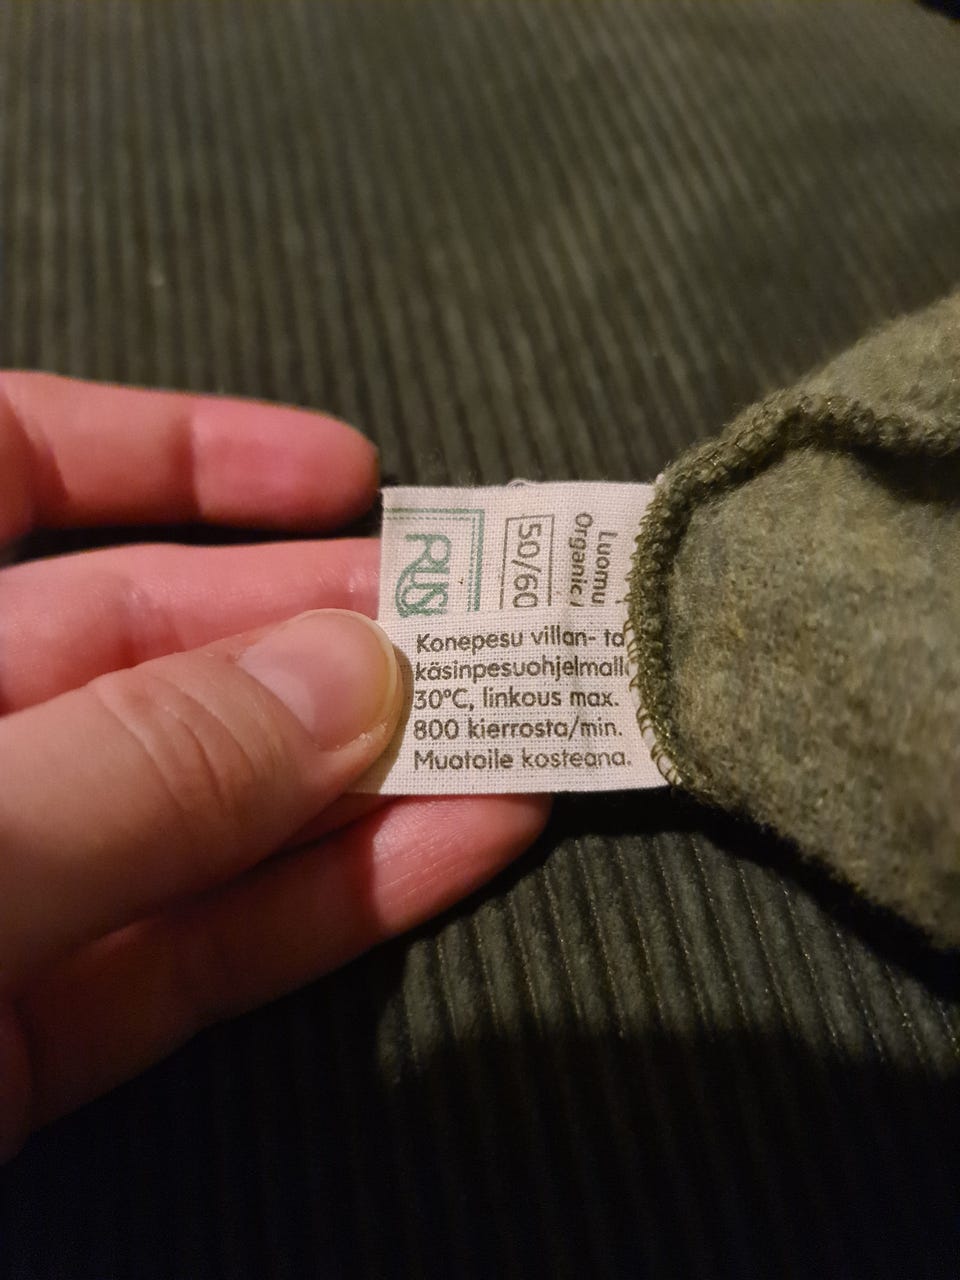 50/60
Luomu
Organic
Konepesu villan- ta
käsinpesuohjelmall
30°C, linkous max.
800 kierrosta/min.
Muotoile kosteana.